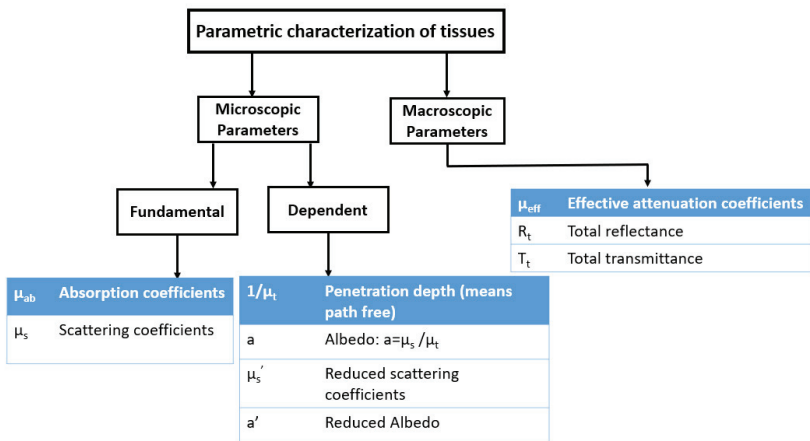 Parametric characterization of tissues
Microscopic
Parameters
Macroscopic
Parameters
Fundamental
Dependent
μeff Effective attenuation coefficients
Rt Total reflectance
Tt Total transmittance
μab Absorption coefficients
μs Scattering coefficients
1/μt Penetration depth (means
path free)
a Albedo: a=μs /μt
μs′ Reduced scattering
coefficients
a’ Reduced Albedo